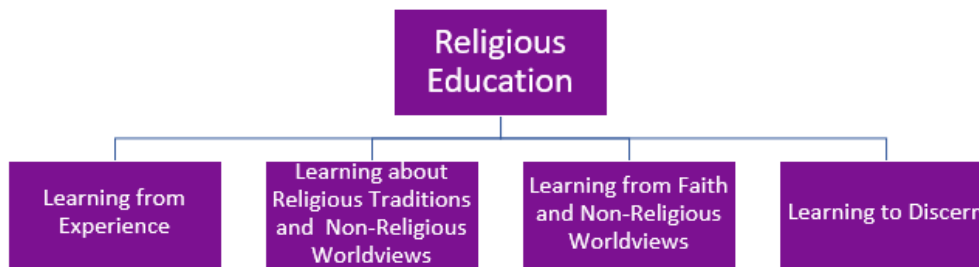 Religious
Education
Learning from
Experience
Learning about
Religious Traditions
and Non-Religious
Worldviews
Learning from Faith
and Non-Religious
Worldviews
Learning to Discern